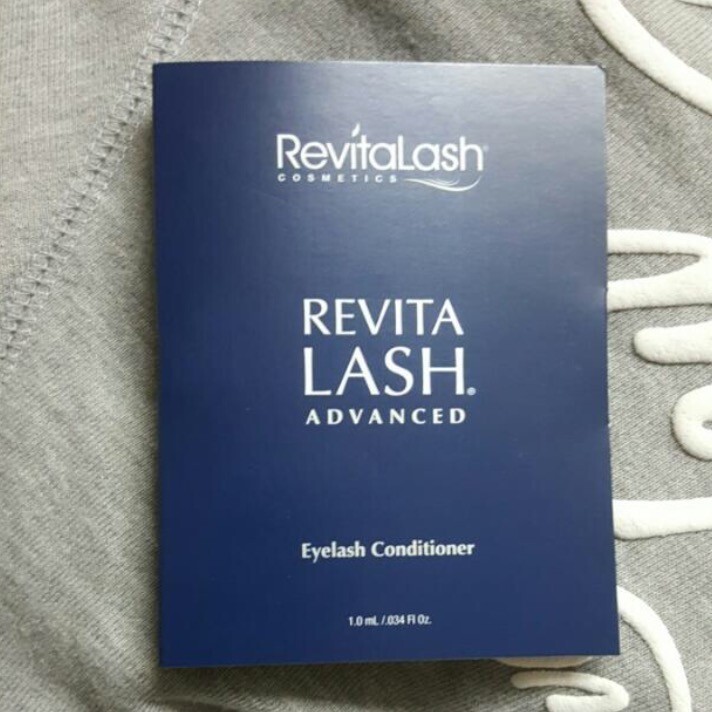 RevitaLash®
COSMETICS
REVITA
LASH®
ADVANCED
Eyelash Conditioner
1.0 mL /.034 Fl Oz.